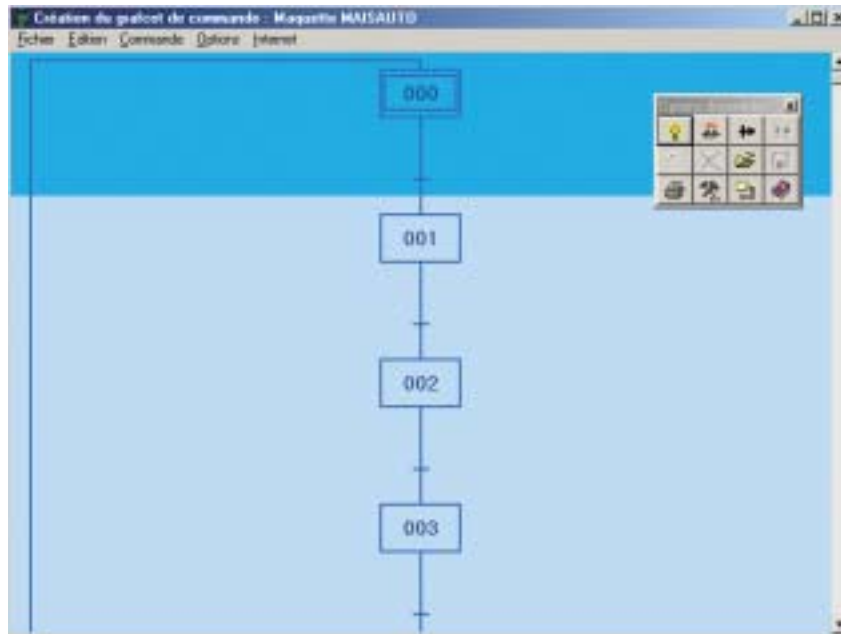 Création du grafcet de commande : Maquette MAISAUTO
Fichier Edition Commande Options Internet
000
001
002
003